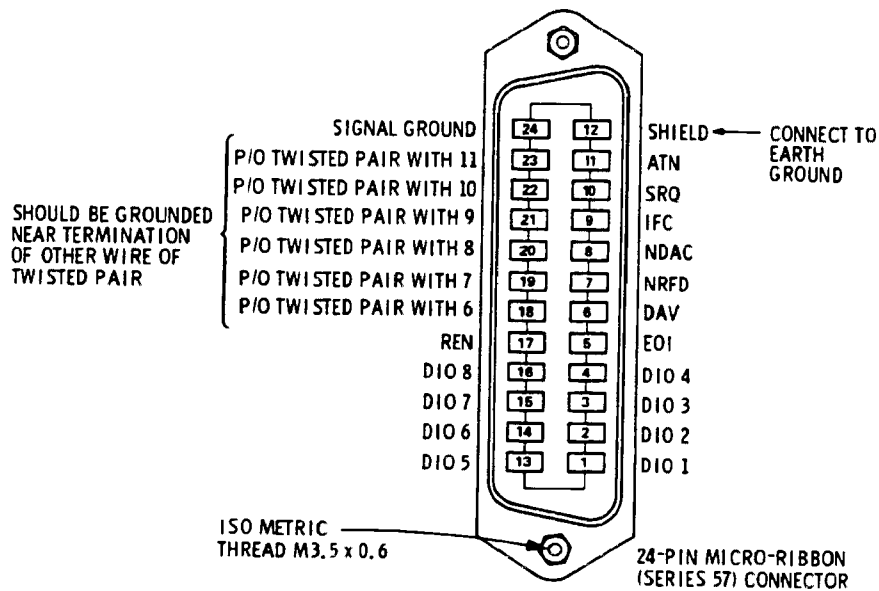 SIGNAL GROUND 24 12 SHIELD CONNECT TO
EARTH
GROUND
P/O TWISTED PAIR WITH 11 23 11 ATN
P/O TWISTED PAIR WITH 10 22 10 SRQ
SHOULD BE GROUNDED
NEAR TERMINATION
OF OTHER WIRE OF
TWISTED PAIR
P/O TWISTED PAIR WITH 9 21 9 IFC
P/O TWISTED PAIR WITH 8 20 8 NDAC
P/O TWISTED PAIR WITH 7 19 7 NRFD
P/O TWISTED PAIR WITH 6 18 6 DAV
REN 17 5 EOI
DIO 8 16 4 DIO 4
DIO 7 15 3 DIO 3
DIO 6 14 2 DIO 2
DIO 5 13 1 DIO 1
ISO METRIC
THREAD M3.5 x 0.6
24-PIN MICRO-RIBBON
(SERIES 57) CONNECTOR